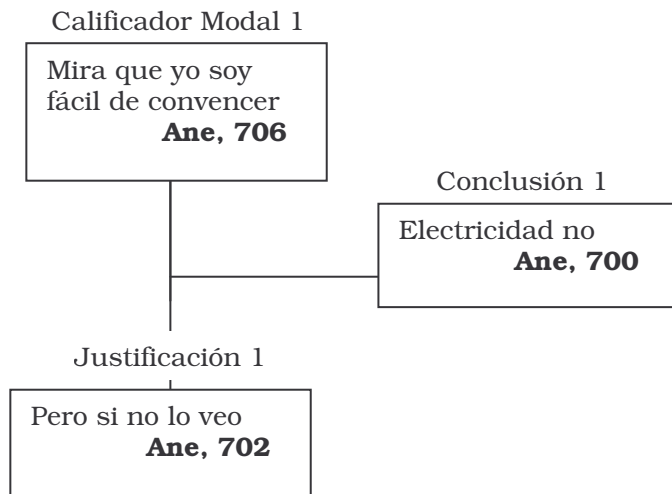 Calificador Modal 1
Mira que yo soy
fácil de convencer
Ane, 706
Conclusión 1
Electricidad no
Ane, 700
Justificación 1
Pero si no lo veo
Ane, 702